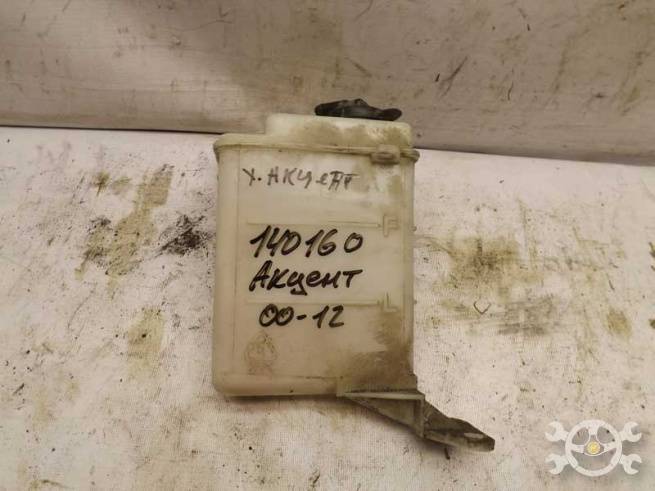 х. Акцент
F
140160
Акцент
L
00-12